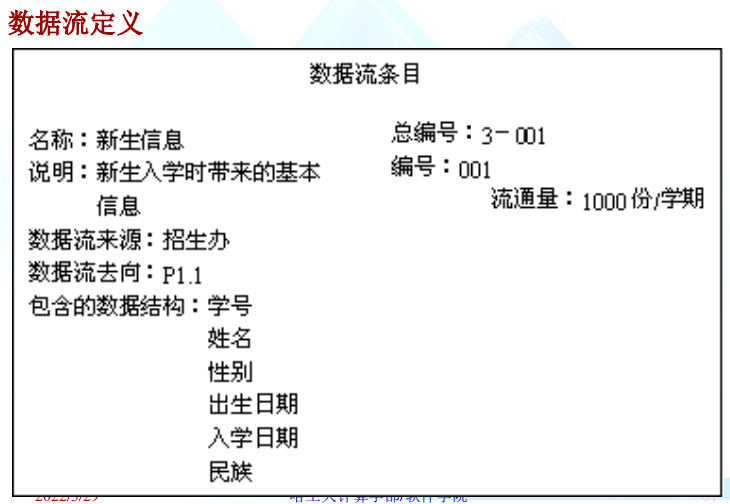 数据流定义
数据流条目
名称：新生信息
总编号：3-001
说明：新生入学时带来的基本
信息
编号：001
流通量：1000份/学期
数据流来源：招生办
数据流去向：P1.1
包含的数据结构：学号
姓名
性别
出生日期
入学日期
民族